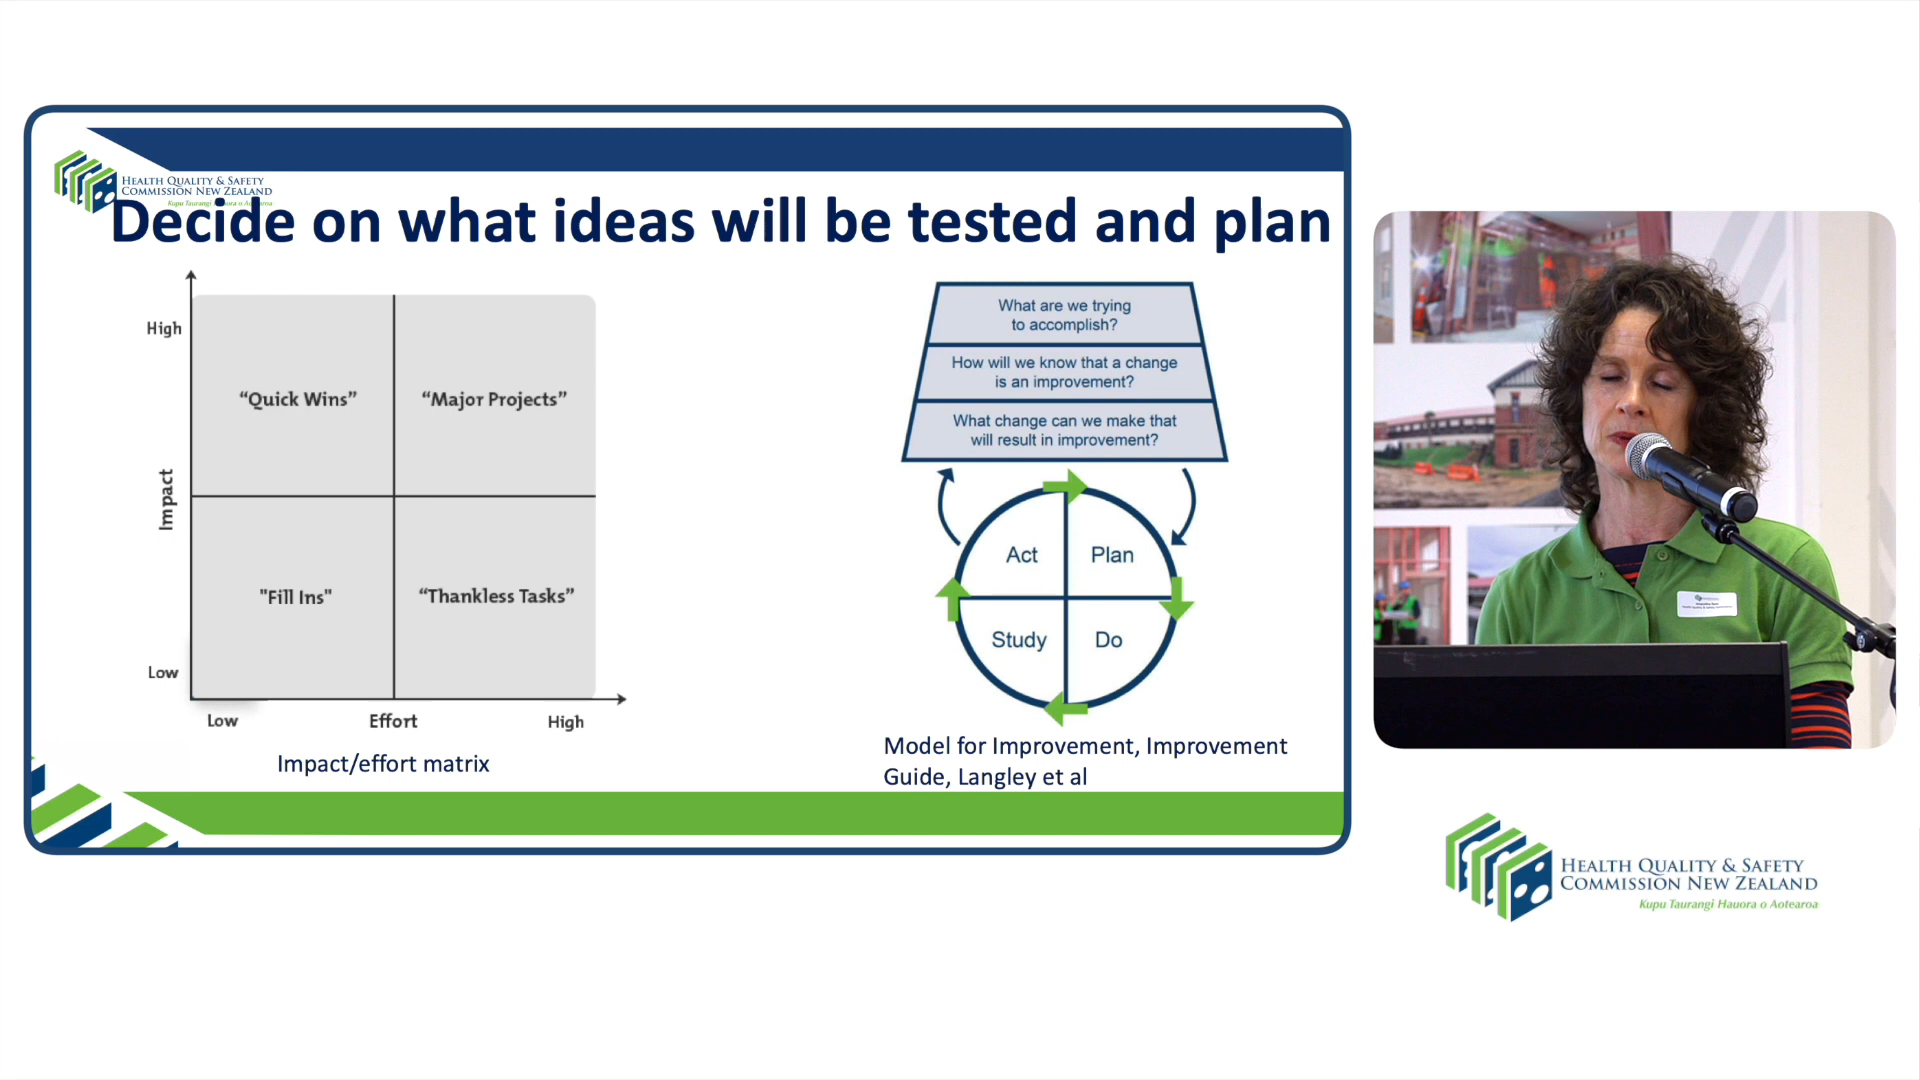 HEALTH QUALITY & SAFETY
COMMISSION NEW ZEALAND
Kupu Taurangi Hauora o Aotearoa
Decide on what ideas will be tested and plan
High
“Quick Wins”
“Major Projects”
Impact
"Fill Ins"
“Thankless Tasks”
Low
Low
Effort
High
Impact/effort matrix
What are we trying
to accomplish?
How will we know that a change
is an improvement?
What change can we make that
will result in improvement?
Act
Plan
Study
Do
Model for Improvement, Improvement
Guide, Langley et al
HEALTH QUALITY & SAFETY
COMMISSION NEW ZEALAND
Kupu Taurangi Hauora o Aotearoa